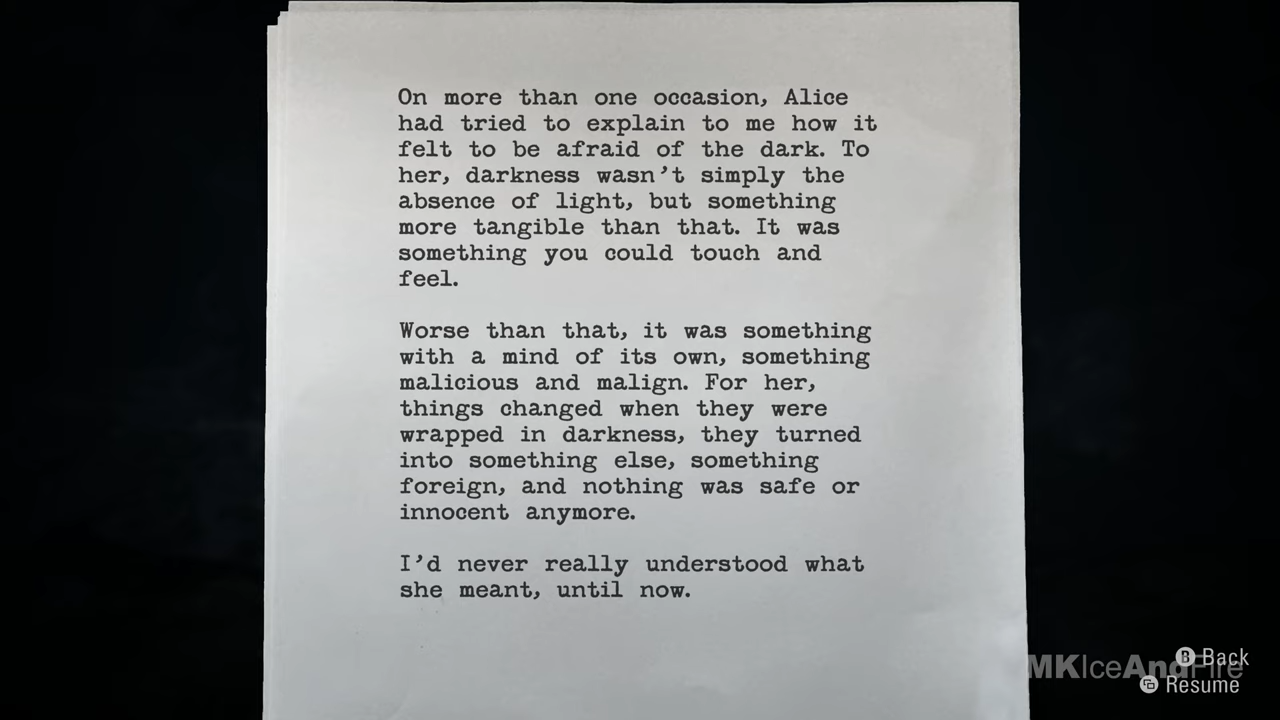 On more than one occasion, Alice
had tried to explain to me how it
felt to be afraid of the dark. To
her, darkness wasn't simply the
absence of light, but something
more tangible than that. It was
something you could touch and
feel.
Worse than that, it was something
with a mind of its own, something
malicious and malign. For her,
things changed when they were
wrapped in darkness, they turned
into something else, something
foreign, and nothing was safe or
innocent anymore.
I'd never really understood what
she meant, until now.
MKIceAndFire
B Back
Resume